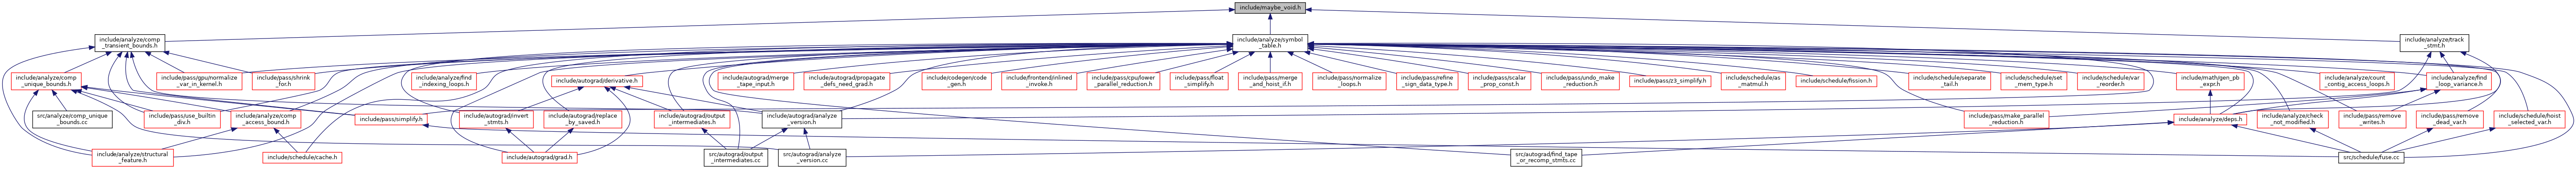 include/maybe_void.h
include/analyze/comp
_transient_bounds.h
include/analyze/symbol
_table.h
include/analyze/track
_stmt.h
include/analyze/comp
_unique_bounds.h
include/pass/gpu/normalize
_var_in_kernel.h
include/pass/shrink
_for.h
include/analyze/find
_indexing_loops.h
include/autograd/derivative.h
include/autograd/merge
_tape_input.h
include/autograd/propagate
_defs_need_grad.h
include/codegen/code
_gen.h
include/frontend/inlined
_invoke.h
include/pass/cpu/lower
_parallel_reduction.h
include/pass/float
_simplify.h
include/pass/merge
_and_hoist_if.h
include/pass/normalize
_loops.h
include/pass/refine
_sign_data_type.h
include/pass/scalar
_prop_const.h
include/pass/undo_make
_reduction.h
include/pass/z3_simplify.h
include/schedule/as
_matmul.h
include/schedule/fission.h
include/schedule/separate
_tail.h
include/schedule/set
_mem_type.h
include/schedule/var
_reorder.h
include/math/gen_pb
_expr.h
include/analyze/count
_contig_access_loops.h
include/analyze/find
_loop_variance.h
src/analyze/comp_unique
_bounds.cc
include/pass/use_builtin
_div.h
include/analyze/comp
_access_bound.h
include/pass/simplify.h
include/autograd/invert
_stmts.h
include/autograd/replace
_by_saved.h
include/autograd/output
_intermediates.h
include/autograd/analyze
_version.h
include/pass/make_parallel
_reduction.h
include/analyze/deps.h
include/analyze/check
_not_modified.h
include/pass/remove
_writes.h
include/pass/remove
_dead_var.h
include/schedule/hoist
_selected_var.h
include/analyze/structural
_feature.h
include/schedule/cache.h
include/autograd/grad.h
src/autograd/output
_intermediates.cc
src/autograd/analyze
_version.cc
src/autograd/find_tape
_or_recomp_stmts.cc
src/schedule/fuse.cc